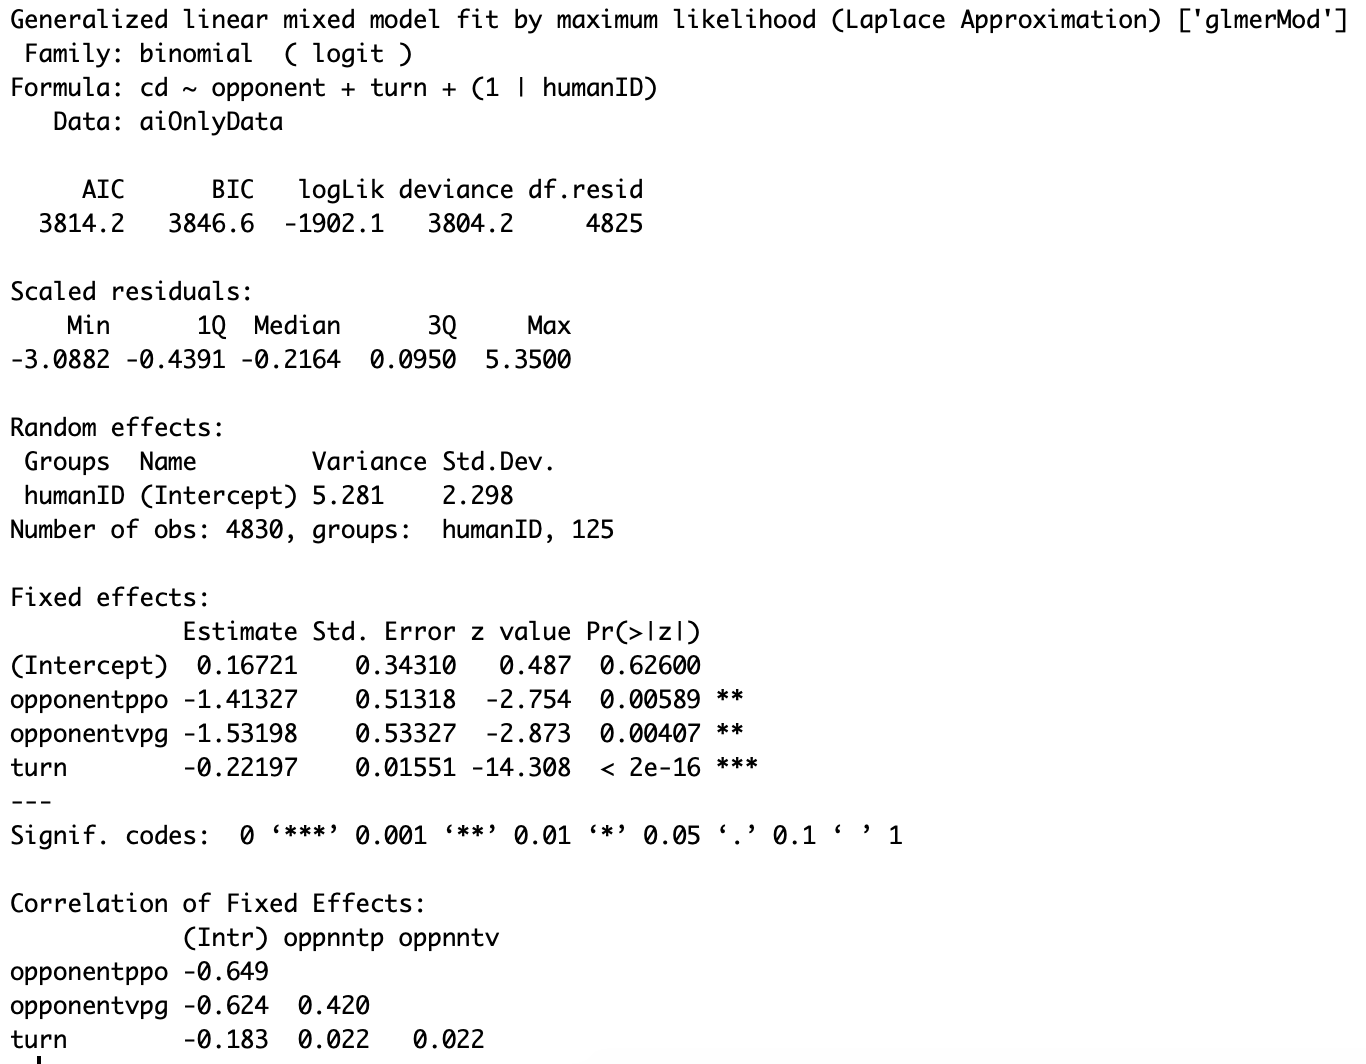 Generalized linear mixed model fit by maximum likelihood (Laplace Approximation) ['glmerMod']
 Family: binomial  ( logit )
Formula: cd ~ opponent + turn + (1 | humanID)
   Data: aiOnlyData

     AIC      BIC   logLik deviance df.resid
  3814.2   3846.6  -1902.1   3804.2     4825

Scaled residuals:
    Min      1Q  Median      3Q     Max
-3.0882 -0.4391 -0.2164  0.0950  5.3500

Random effects:
 Groups  Name        Variance Std.Dev.
 humanID (Intercept) 5.281    2.298
Number of obs: 4830, groups:  humanID, 125

Fixed effects:
            Estimate Std. Error z value Pr(>|z|)
(Intercept)  0.16721    0.34310   0.487  0.62600
opponentppo -1.41327    0.51318  -2.754  0.00589 **
opponentvpg -1.53198    0.53327  -2.873  0.00407 **
turn        -0.22197    0.01551 -14.308  < 2e-16 ***
---
Signif. codes:  0 ‘***’ 0.001 ‘**’ 0.01 ‘*’ 0.05 ‘.’ 0.1 ‘ ’ 1

Correlation of Fixed Effects:
            (Intr) oppnntp oppnntv
opponentppo -0.649
opponentvpg -0.624  0.420
turn        -0.183  0.022   0.022